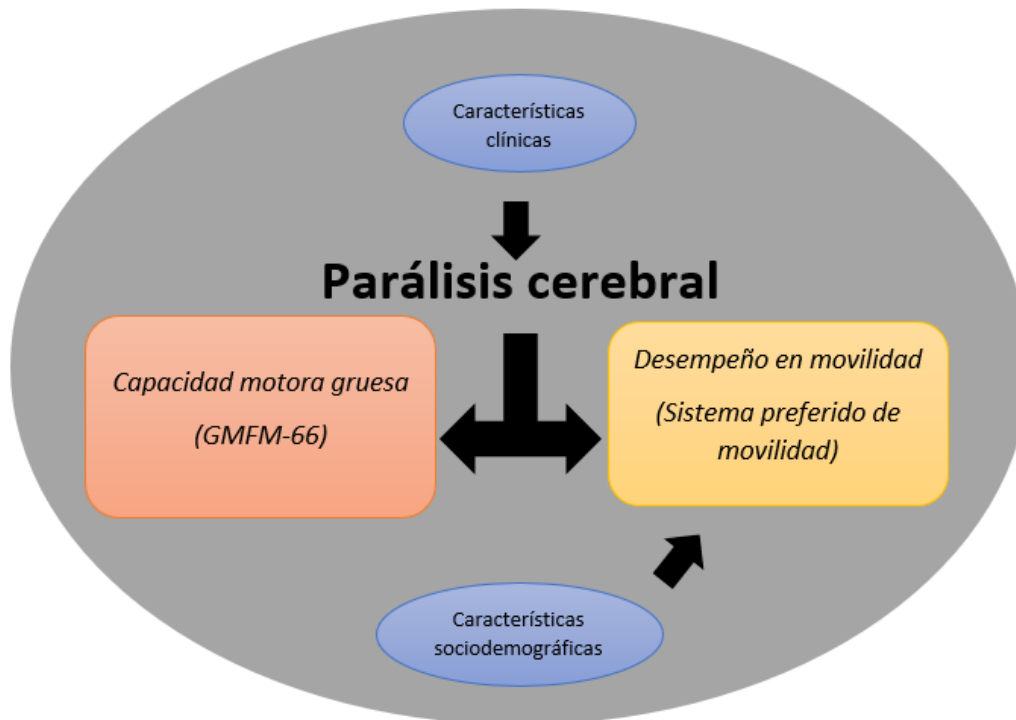 Características
clínicas
Parálisis cerebral
Capacidad motora gruesa
(GMFM-66)
Desempeño en movilidad
(Sistema preferido de
movilidad)
Características
sociodemográficas